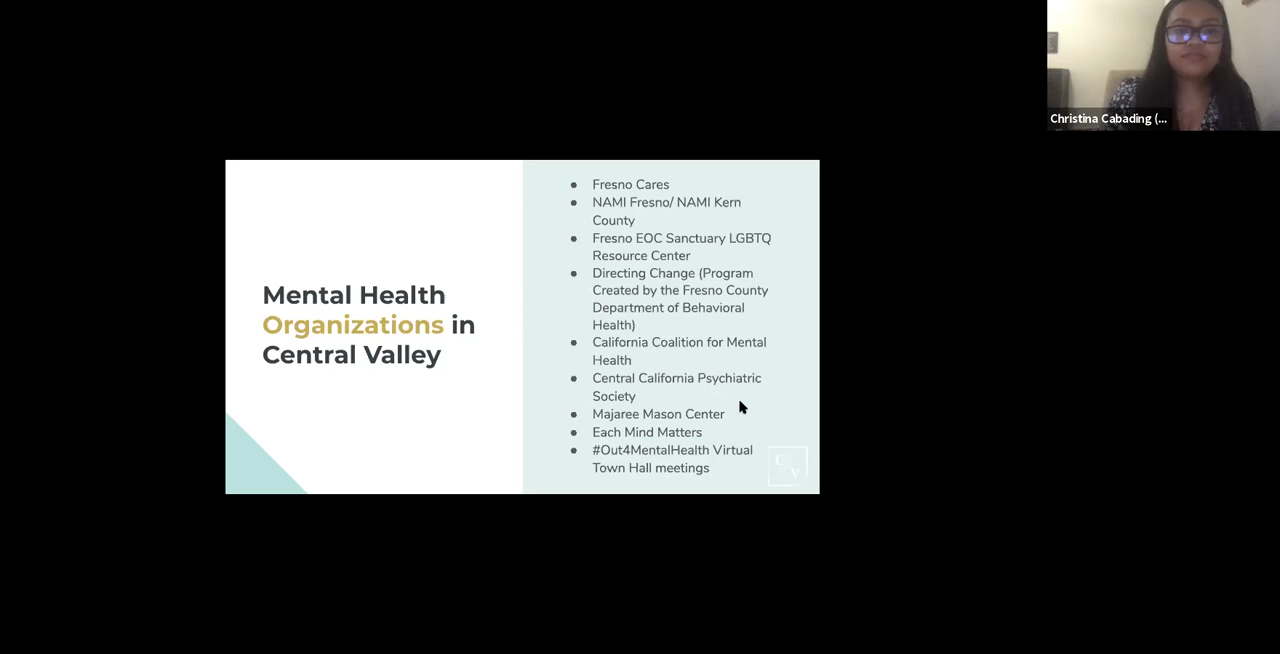 Christina Cabading (...
Mental Health
Organizations in
Central Valley
● Fresno Cares
● NAMI Fresno/ NAMI Kern
County
● Fresno EOC Sanctuary LGBTQ
Resource Center
● Directing Change (Program
Created by the Fresno County
Department of Behavioral
Health)
● California Coalition for Mental
Health
● Central California Psychiatric
Society
● Majaree Mason Center
● Each Mind Matters
● #Out4MentalHealth Virtual
Town Hall meetings